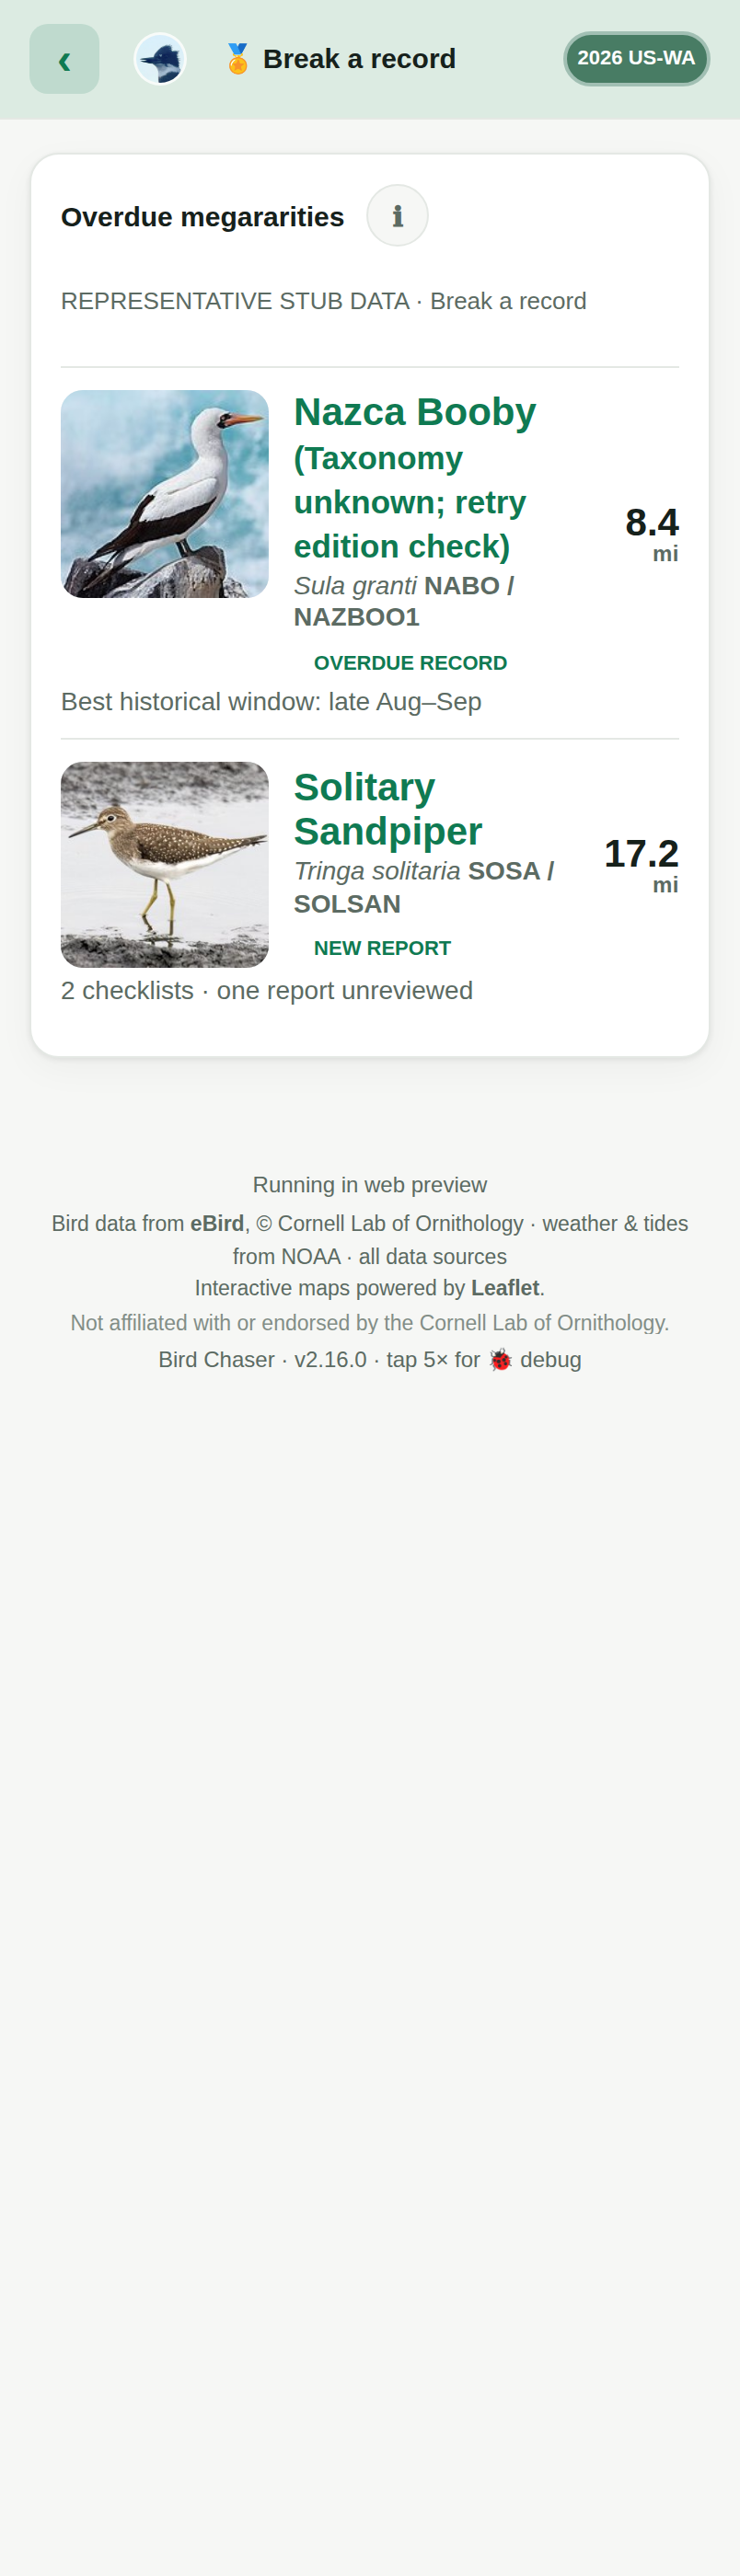 ‹ 🏅 Break a record 2026 US-WA
Overdue megararities ℹ
REPRESENTATIVE STUB DATA · Break a record
Nazca Booby
(Taxonomy
unknown; retry
edition check)
Sula granti NABO /
NAZBOO1
8.4
mi
OVERDUE RECORD
Best historical window: late Aug–Sep
Solitary
Sandpiper
Tringa solitaria SOSA /
SOLSAN
17.2
mi
NEW REPORT
2 checklists · one report unreviewed
Running in web preview
Bird data from eBird, © Cornell Lab of Ornithology · weather & tides
from NOAA · all data sources
Interactive maps powered by Leaflet.
Not affiliated with or endorsed by the Cornell Lab of Ornithology.
Bird Chaser · v2.16.0 · tap 5× for 🐞 debug